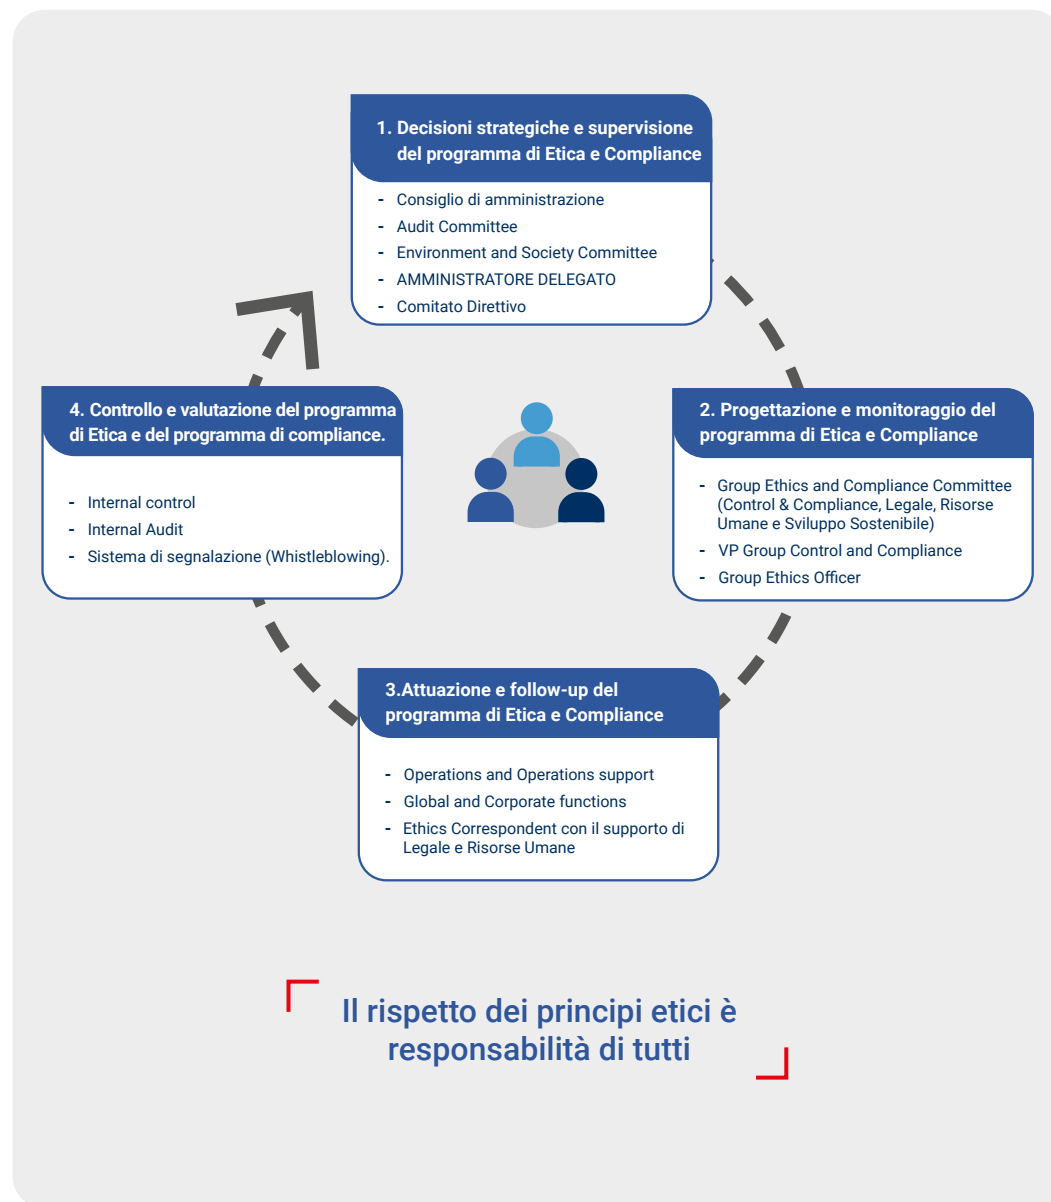 1. Decisioni strategiche e supervisione
del programma di Etica e Compliance
- Consiglio di amministrazione
- Audit Committee
- Environment and Society Committee
- AMMINISTRATORE DELEGATO
- Comitato Direttivo
2. Progettazione e monitoraggio del
programma di Etica e Compliance
- Group Ethics and Compliance Committee
(Control & Compliance, Legale, Risorse
Umane e Sviluppo Sostenibile)
- VP Group Control and Compliance
- Group Ethics Officer
3.Attuazione e follow-up del
programma di Etica e Compliance
- Operations and Operations support
- Global and Corporate functions
- Ethics Correspondent con il supporto di
Legale e Risorse Umane
4. Controllo e valutazione del programma
di Etica e del programma di compliance.
- Internal control
- Internal Audit
- Sistema di segnalazione (Whistleblowing).
Il rispetto dei principi etici è
responsabilità di tutti